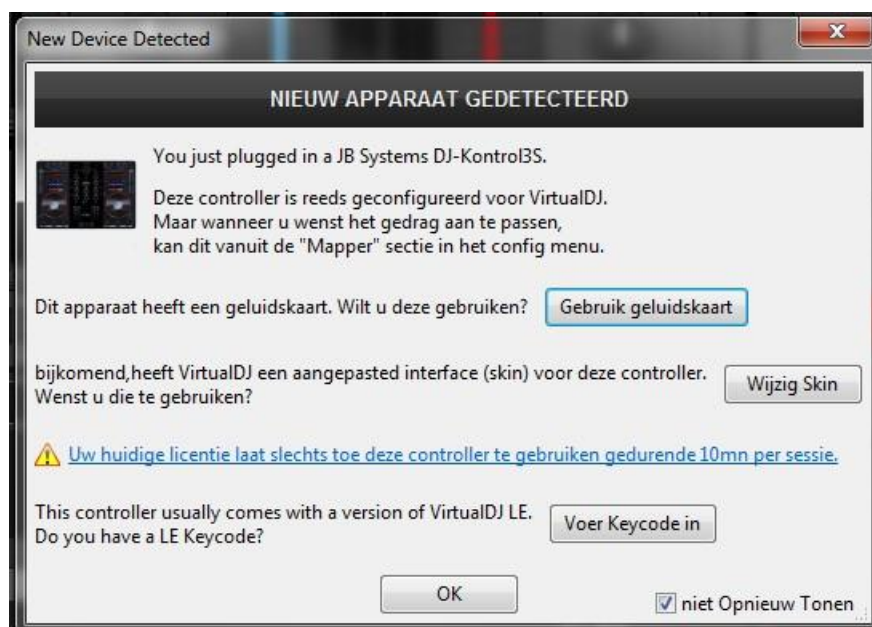 New Device Detected
NIEUW APPARAAT GEDETECTEERD
You just plugged in a JB Systems DJ-Kontrol3S.
Deze controller is reeds geconfigureerd voor VirtualDJ.
Maar wanneer u wenst het gedrag aan te passen,
kan dit vanuit de "Mapper" sectie in het config menu.
Dit apparaat heeft een geluidskaart. Wilt u deze gebruiken?
Gebruik geluidskaart
bijkomend,heeft VirtualDJ een aangepasted interface (skin) voor deze controller.
Wenst u die te gebruiken?
Wijzig Skin
Uw huidige licentie laat slechts toe deze controller te gebruiken gedurende 10mn per sessie.
This controller usually comes with a version of VirtualDJ LE.
Do you have a LE Keycode?
Voer Keycode in
OK
niet Opnieuw Tonen